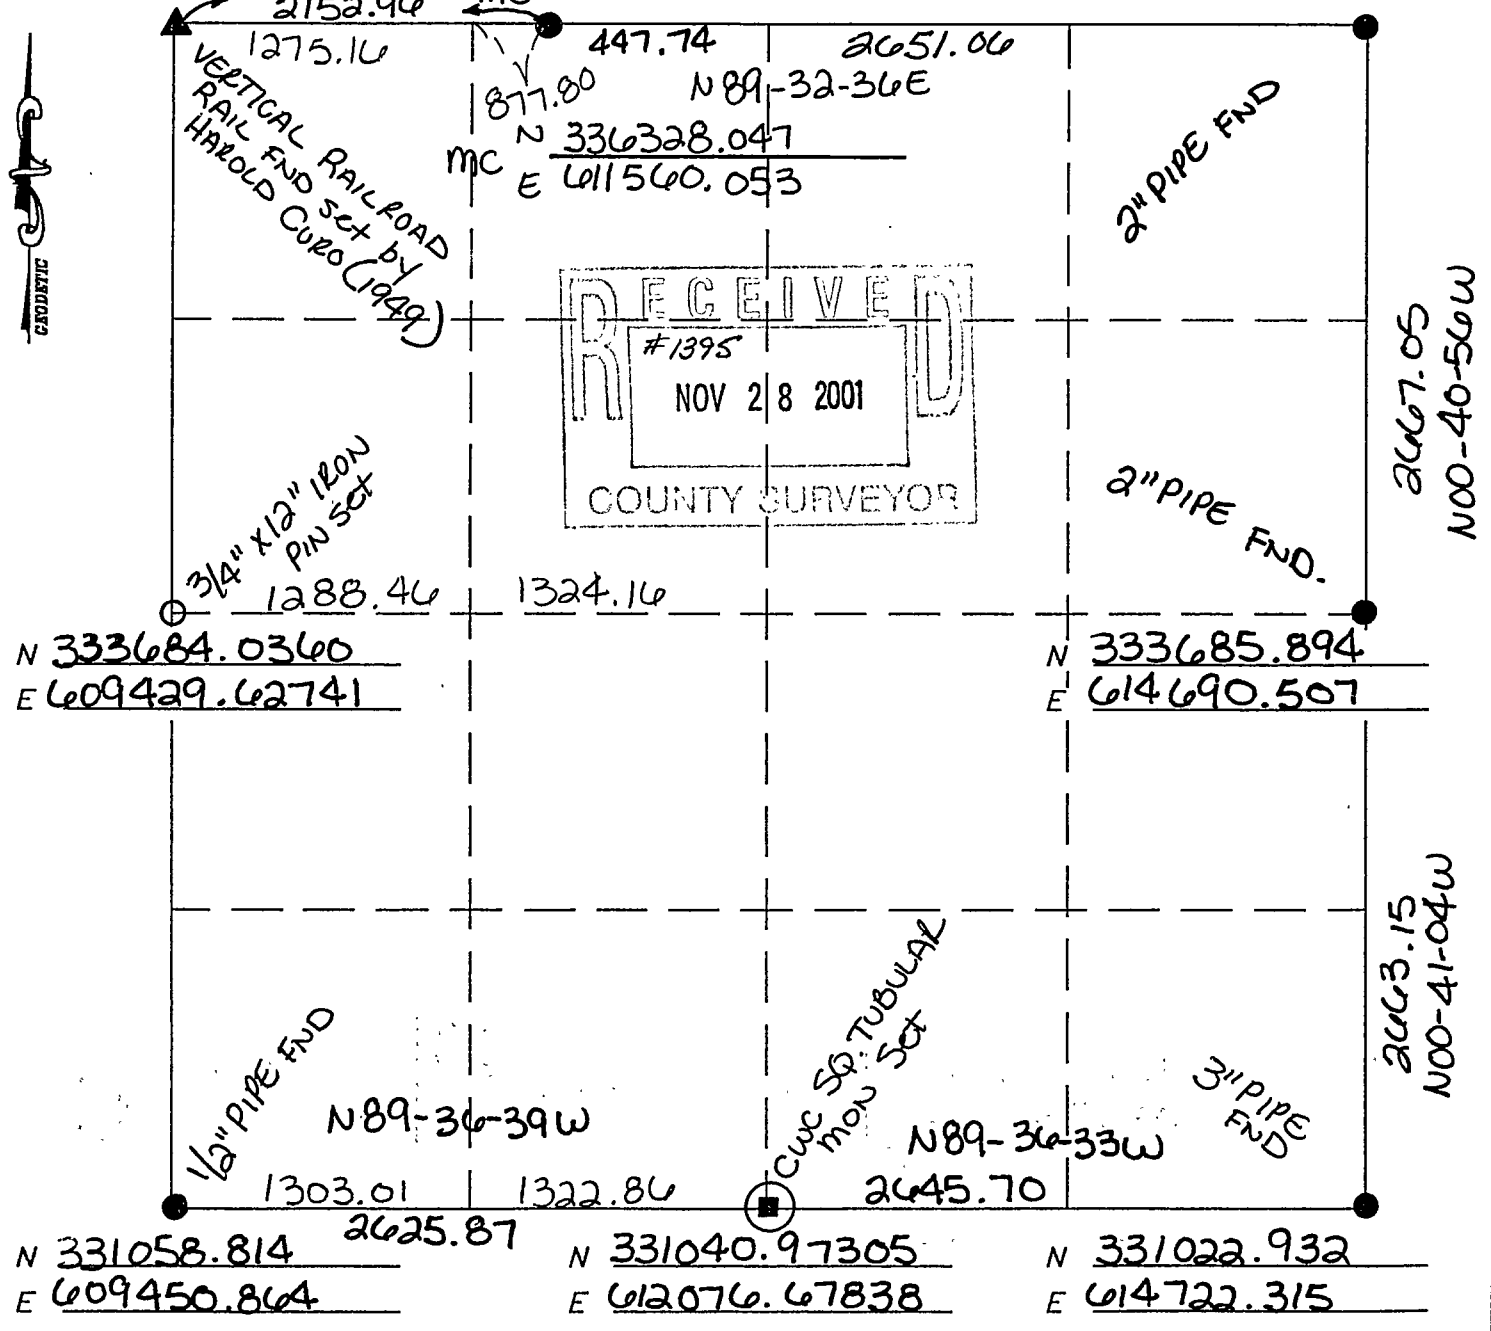 2152.96
MC
1275.16
447.74
2651.06
877.80
N 89-32-36E
VERTICAL RAILROAD
RAIL FND set by
HAROLD CURO (1949)
MC
N 336328.047
E 611560.053
2" PIPE FND
GEODETIC
RECEIVED
#1395
NOV 28 2001
COUNTY SURVEYOR
2667.05
N00-40-56W
3/4" X12" IRON
PIN Set
2" PIPE FND.
1288.46
1324.16
N 333684.0360
E 609429.62741
N 333685.894
E 614690.507
2663.15
N00-41-04W
1/2" PIPE FND
CWC SQ. TUBULAR
MON Set
3" PIPE
FND
N89-36-39W
N89-36-33W
1303.01
1322.86
2645.70
2625.87
N 331058.814
E 609450.864
N 331040.97305
E 612076.67838
N 331022.932
E 614722.315